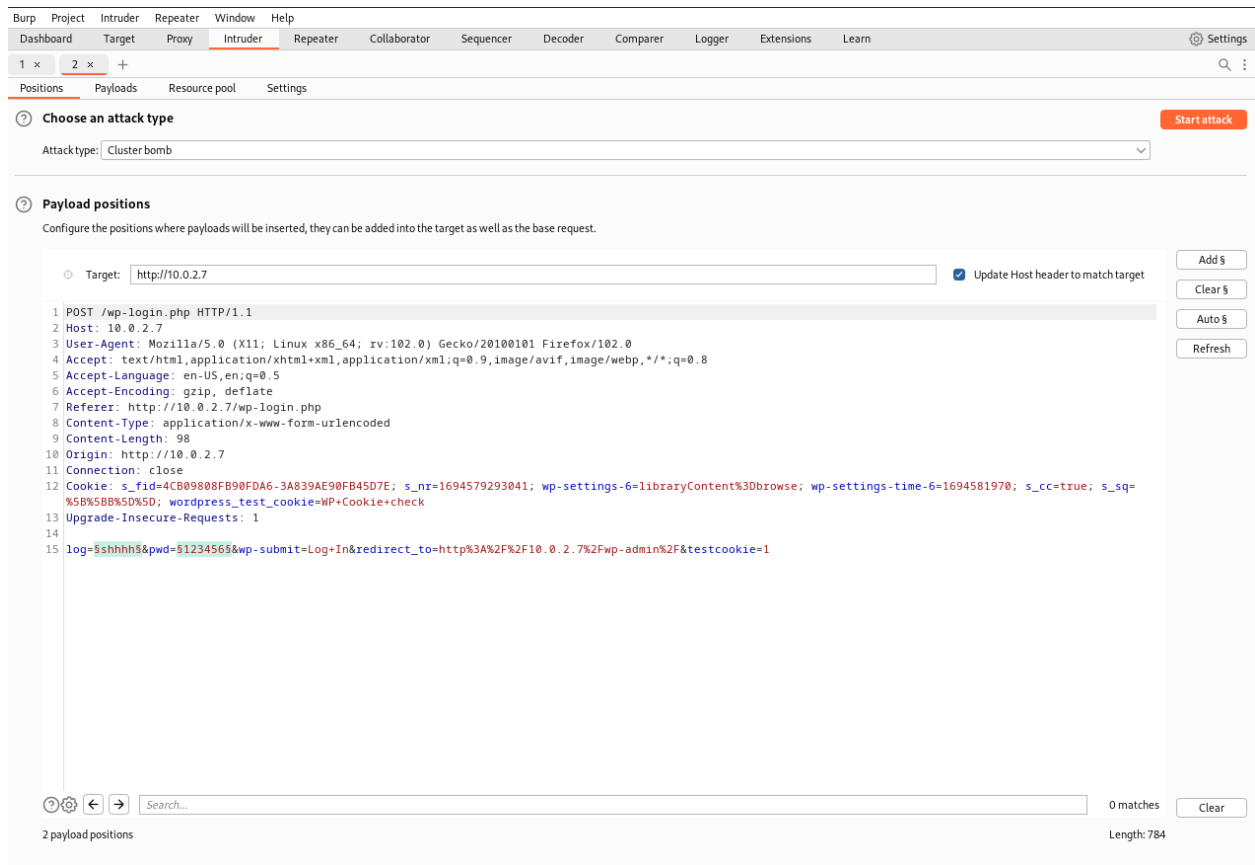 Burp Project Intruder Repeater Window Help
Dashboard Target Proxy Intruder Repeater Collaborator Sequencer Decoder Comparer Logger Extensions Learn Settings
1 × 2 × +
Positions Payloads Resource pool Settings
? Choose an attack type
Start attack
Attack type: Cluster bomb
? Payload positions
Configure the positions where payloads will be inserted, they can be added into the target as well as the base request.
Add §
Target: http://10.0.2.7 Update Host header to match target
Clear §
Auto §
Refresh
1 POST /wp-login.php HTTP/1.1
2 Host: 10.0.2.7
3 User-Agent: Mozilla/5.0 (X11; Linux x86_64; rv:102.0) Gecko/20100101 Firefox/102.0
4 Accept: text/html,application/xhtml+xml,application/xml;q=0.9,image/avif,image/webp,*/*;q=0.8
5 Accept-Language: en-US,en;q=0.5
6 Accept-Encoding: gzip, deflate
7 Referer: http://10.0.2.7/wp-login.php
8 Content-Type: application/x-www-form-urlencoded
9 Content-Length: 98
10 Origin: http://10.0.2.7
11 Connection: close
12 Cookie: s_fid=4CB09808FB90FDA6-3A839AE90FB45D7E; s_nr=1694579293041; wp-settings-6=libraryContent%3Dbrowse; wp-settings-time-6=1694581970; s_cc=true; s_sq=
%5B%5BB%5D%5D; wordpress_test_cookie=WP+Cookie+check
13 Upgrade-Insecure-Requests: 1
14
15 log=§shhhh§&pwd=§123456§&wp-submit=Log+In&redirect_to=http%3A%2F%2F10.0.2.7%2Fwp-admin%2F&testcookie=1
? Search... 0 matches Clear
2 payload positions Length: 784